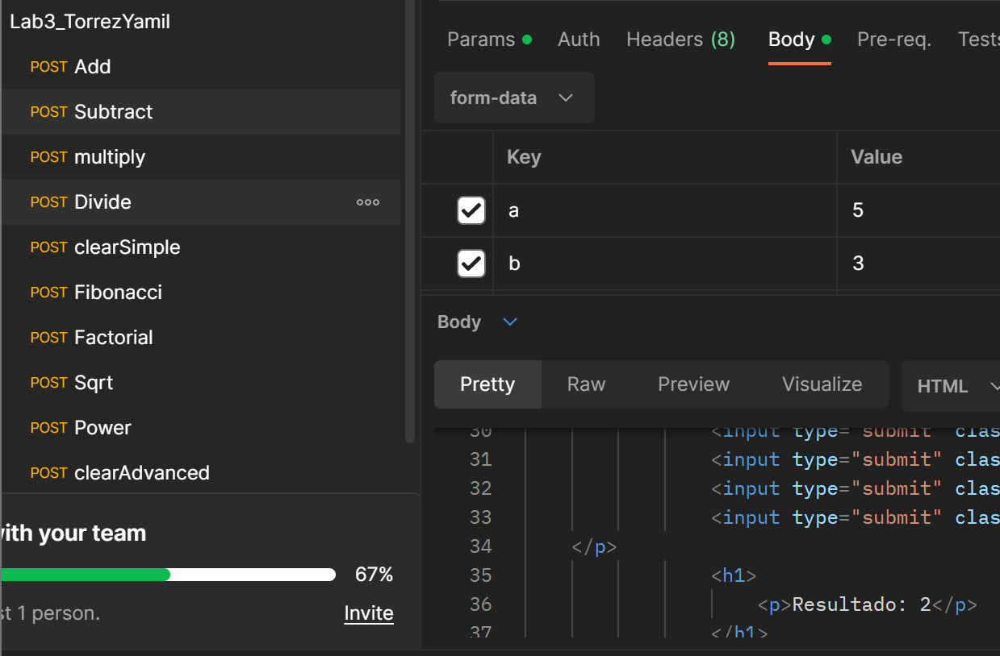 Lab3_TorrezYamil
POST Add
POST Subtract
POST multiply
POST Divide
POST clearSimple
POST Fibonacci
POST Factorial
POST Sqrt
POST Power
POST clearAdvanced
with your team
67%
st 1 person.
Invite
Params Auth Headers (8) Body Pre-req. Tests
form-data
Key Value
a 5
b 3
Body
Pretty Raw Preview Visualize HTML
30 <input type="submit" clas
31 <input type="submit" clas
32 <input type="submit" clas
33 <input type="submit" clas
34 </p>
35 <h1>
36 <p>Resultado: 2</p>
37 </h1>